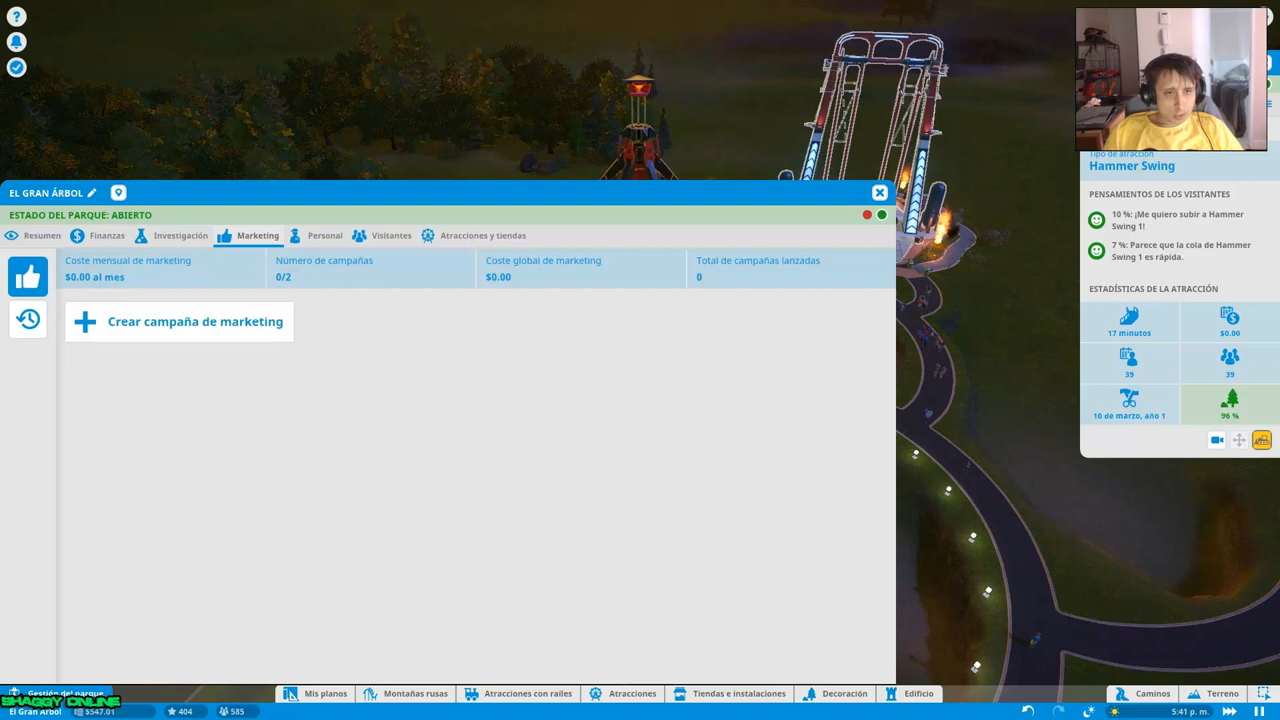 Tipo de atracción
Hammer Swing
PENSAMIENTOS DE LOS VISITANTES
10 %: ¡Me quiero subir a Hammer
Swing 1!
7 %: Parece que la cola de Hammer
Swing 1 es rápida.
ESTADÍSTICAS DE LA ATRACCIÓN
17 minutos
$0.00
39
39
10 de marzo, año 1
96 %
EL GRAN ÁRBOL
ESTADO DEL PARQUE: ABIERTO
Resumen
Finanzas
Investigación
Marketing
Personal
Visitantes
Atracciones y tiendas
Coste mensual de marketing
$0.00 al mes
Número de campañas
0/2
Coste global de marketing
$0.00
Total de campañas lanzadas
0
Crear campaña de marketing
Gestión del parque
SHAGGY ONLINE
Mis planos
Montañas rusas
Atracciones con raíles
Atracciones
Tiendas e instalaciones
Decoración
Edificio
Caminos
Terreno
El Gran Árbol
$547.01
404
585
5:41 p. m.